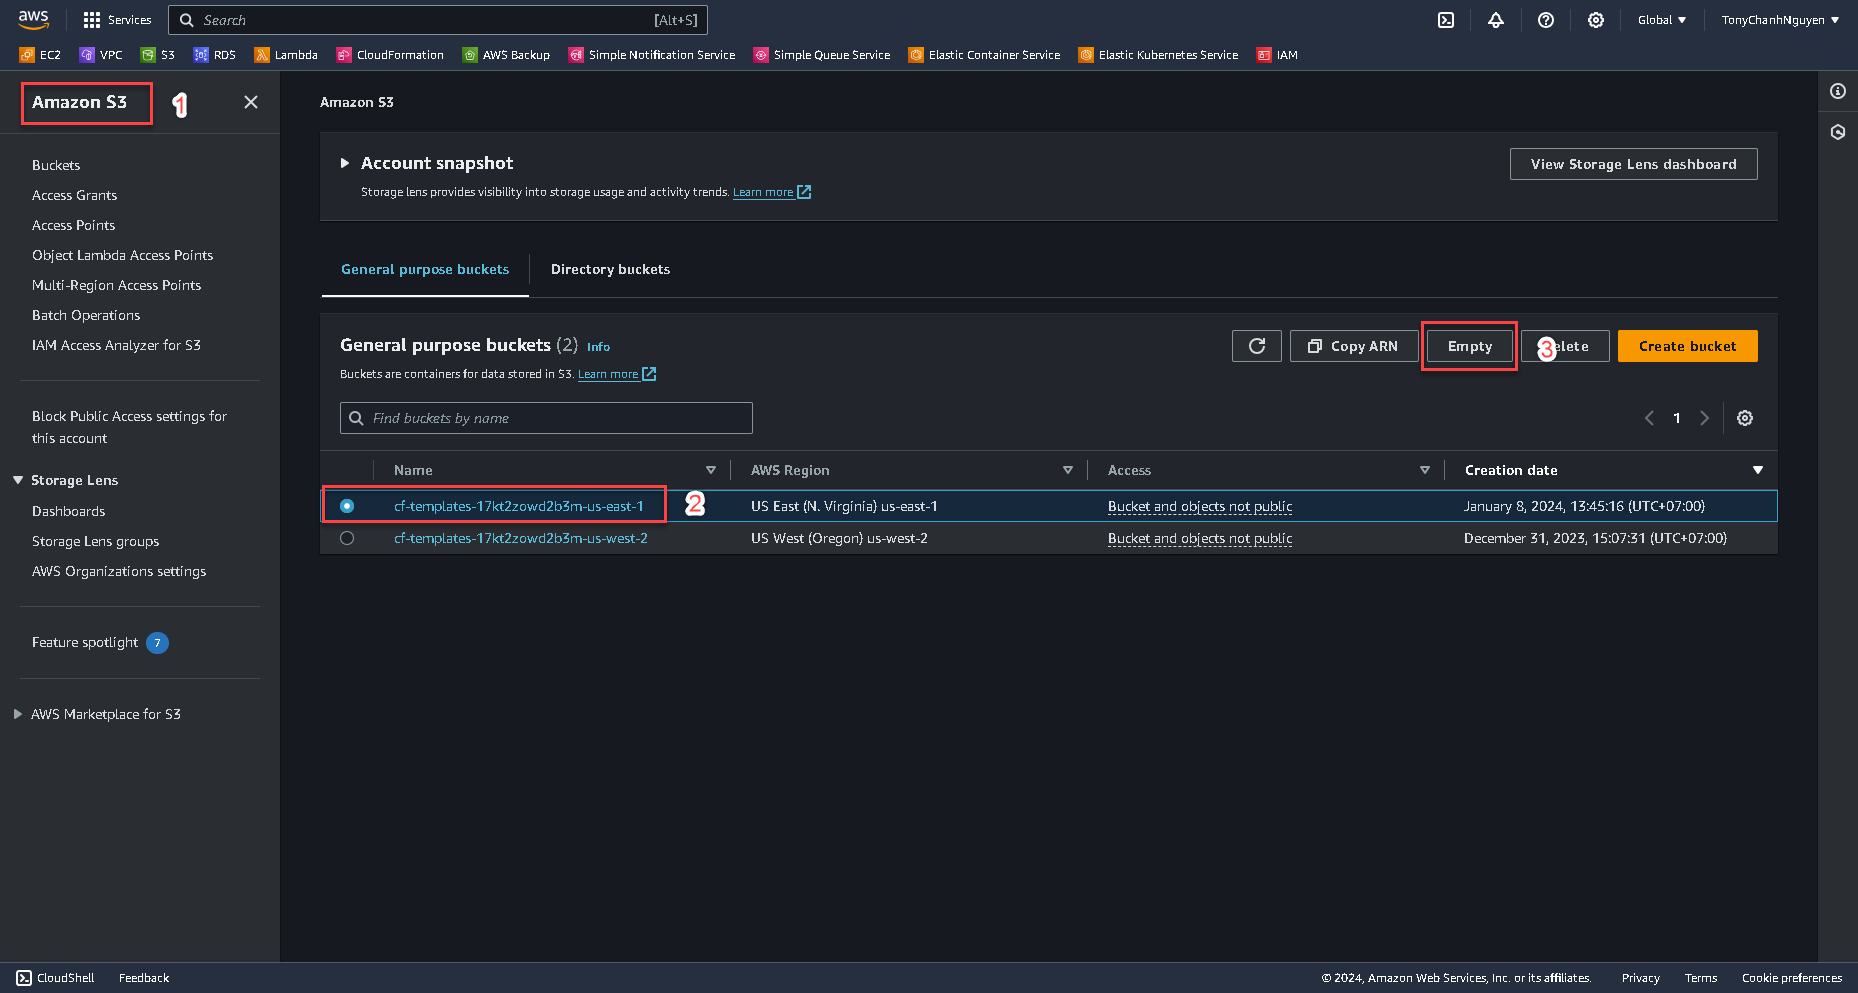 aws Services Search [Alt+S] Global TonyChanhNguyen
EC2 VPC S3 RDS Lambda CloudFormation AWS Backup Simple Notification Service Simple Queue Service Elastic Container Service Elastic Kubernetes Service IAM
Amazon S3 1
Buckets
Access Grants
Access Points
Object Lambda Access Points
Multi-Region Access Points
Batch Operations
IAM Access Analyzer for S3
Block Public Access settings for
this account
Storage Lens
Dashboards
Storage Lens groups
AWS Organizations settings
Feature spotlight 7
AWS Marketplace for S3
Amazon S3
Account snapshot
View Storage Lens dashboard
Storage lens provides visibility into storage usage and activity trends. Learn more
General purpose buckets Directory buckets
General purpose buckets (2) Info
Copy ARN Empty 3 elete Create bucket
Buckets are containers for data stored in S3. Learn more
Find buckets by name
1
Name AWS Region Access Creation date
cf-templates-17kt2zowd2b3m-us-east-1 2 US East (N. Virginia) us-east-1 Bucket and objects not public January 8, 2024, 13:45:16 (UTC+07:00)
cf-templates-17kt2zowd2b3m-us-west-2 US West (Oregon) us-west-2 Bucket and objects not public December 31, 2023, 15:07:31 (UTC+07:00)
CloudShell Feedback © 2024, Amazon Web Services, Inc. or its affiliates. Privacy Terms Cookie preferences